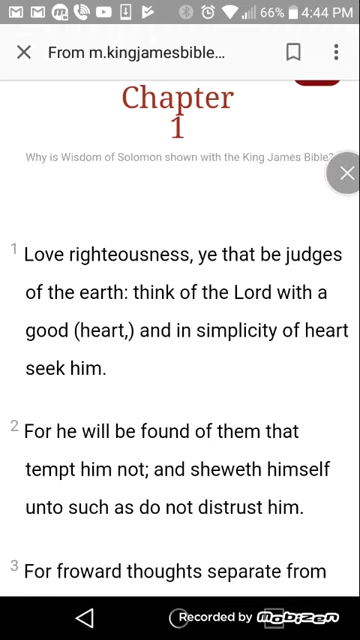 66% 4:44 PM
From m.kingjamesbible...
Chapter
1
Why is Wisdom of Solomon shown with the King James Bible?
1 Love righteousness, ye that be judges
of the earth: think of the Lord with a
good (heart,) and in simplicity of heart
seek him.
2 For he will be found of them that
tempt him not; and sheweth himself
unto such as do not distrust him.
3 For froward thoughts separate from
Recorded by Mobizen